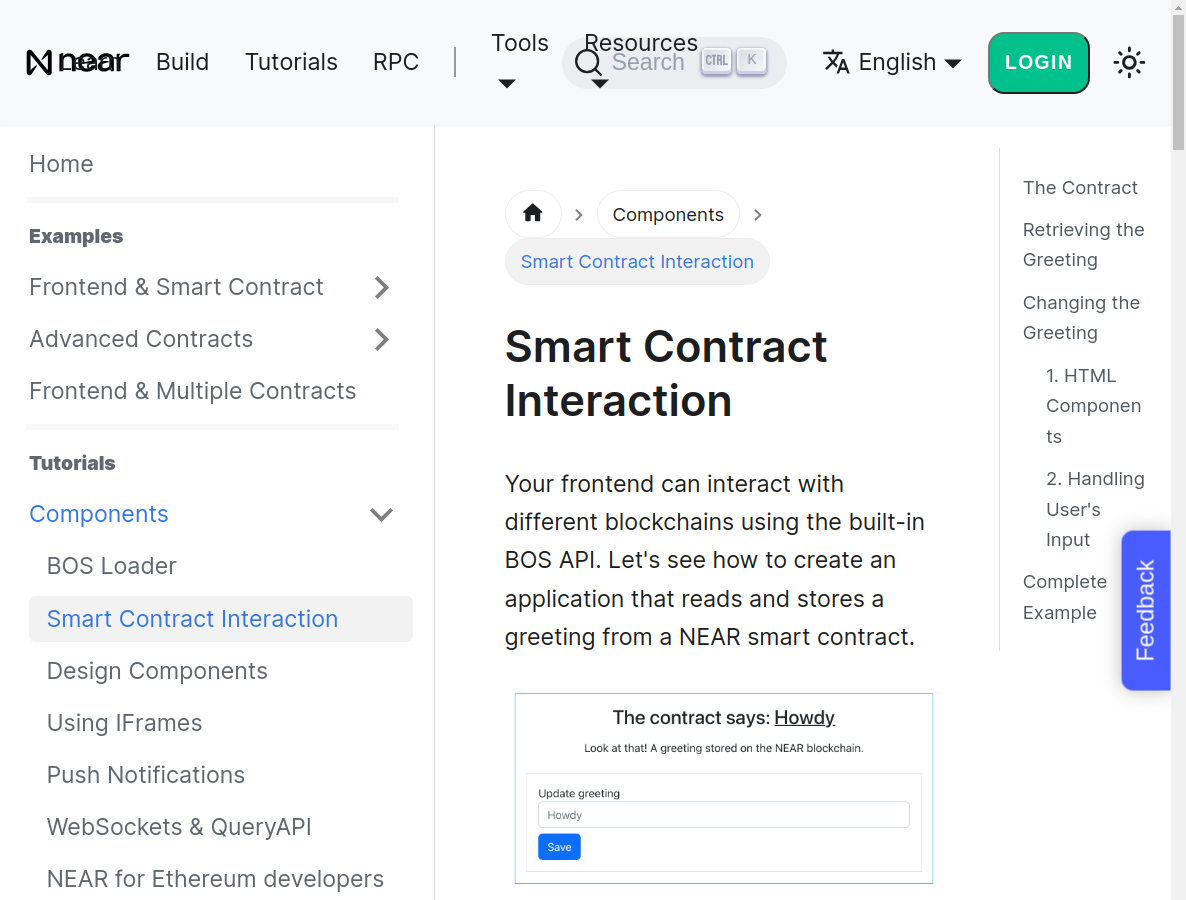 near
Learn
Build
Tutorials
RPC
Tools
Resources
Search
CTRL
K
English
LOGIN
Home
Examples
Frontend & Smart Contract
Advanced Contracts
Frontend & Multiple Contracts
Tutorials
Components
BOS Loader
Smart Contract Interaction
Design Components
Using IFrames
Push Notifications
WebSockets & QueryAPI
NEAR for Ethereum developers
Components
Smart Contract Interaction
Smart Contract
Interaction
Your frontend can interact with
different blockchains using the built-in
BOS API. Let's see how to create an
application that reads and stores a
greeting from a NEAR smart contract.
The contract says: Howdy
Look at that! A greeting stored on the NEAR blockchain.
Update greeting
Howdy
Save
The Contract
Retrieving the
Greeting
Changing the
Greeting
1. HTML
Componen
ts
2. Handling
User's
Input
Complete
Example
Feedback